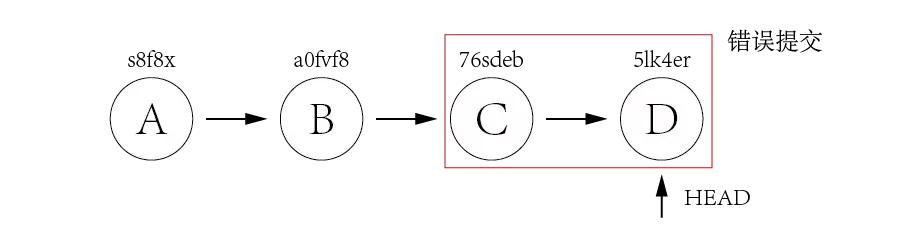 错误提交
s8f8x a0fvf8 76sdeb 5lk4er
A B C D
HEAD